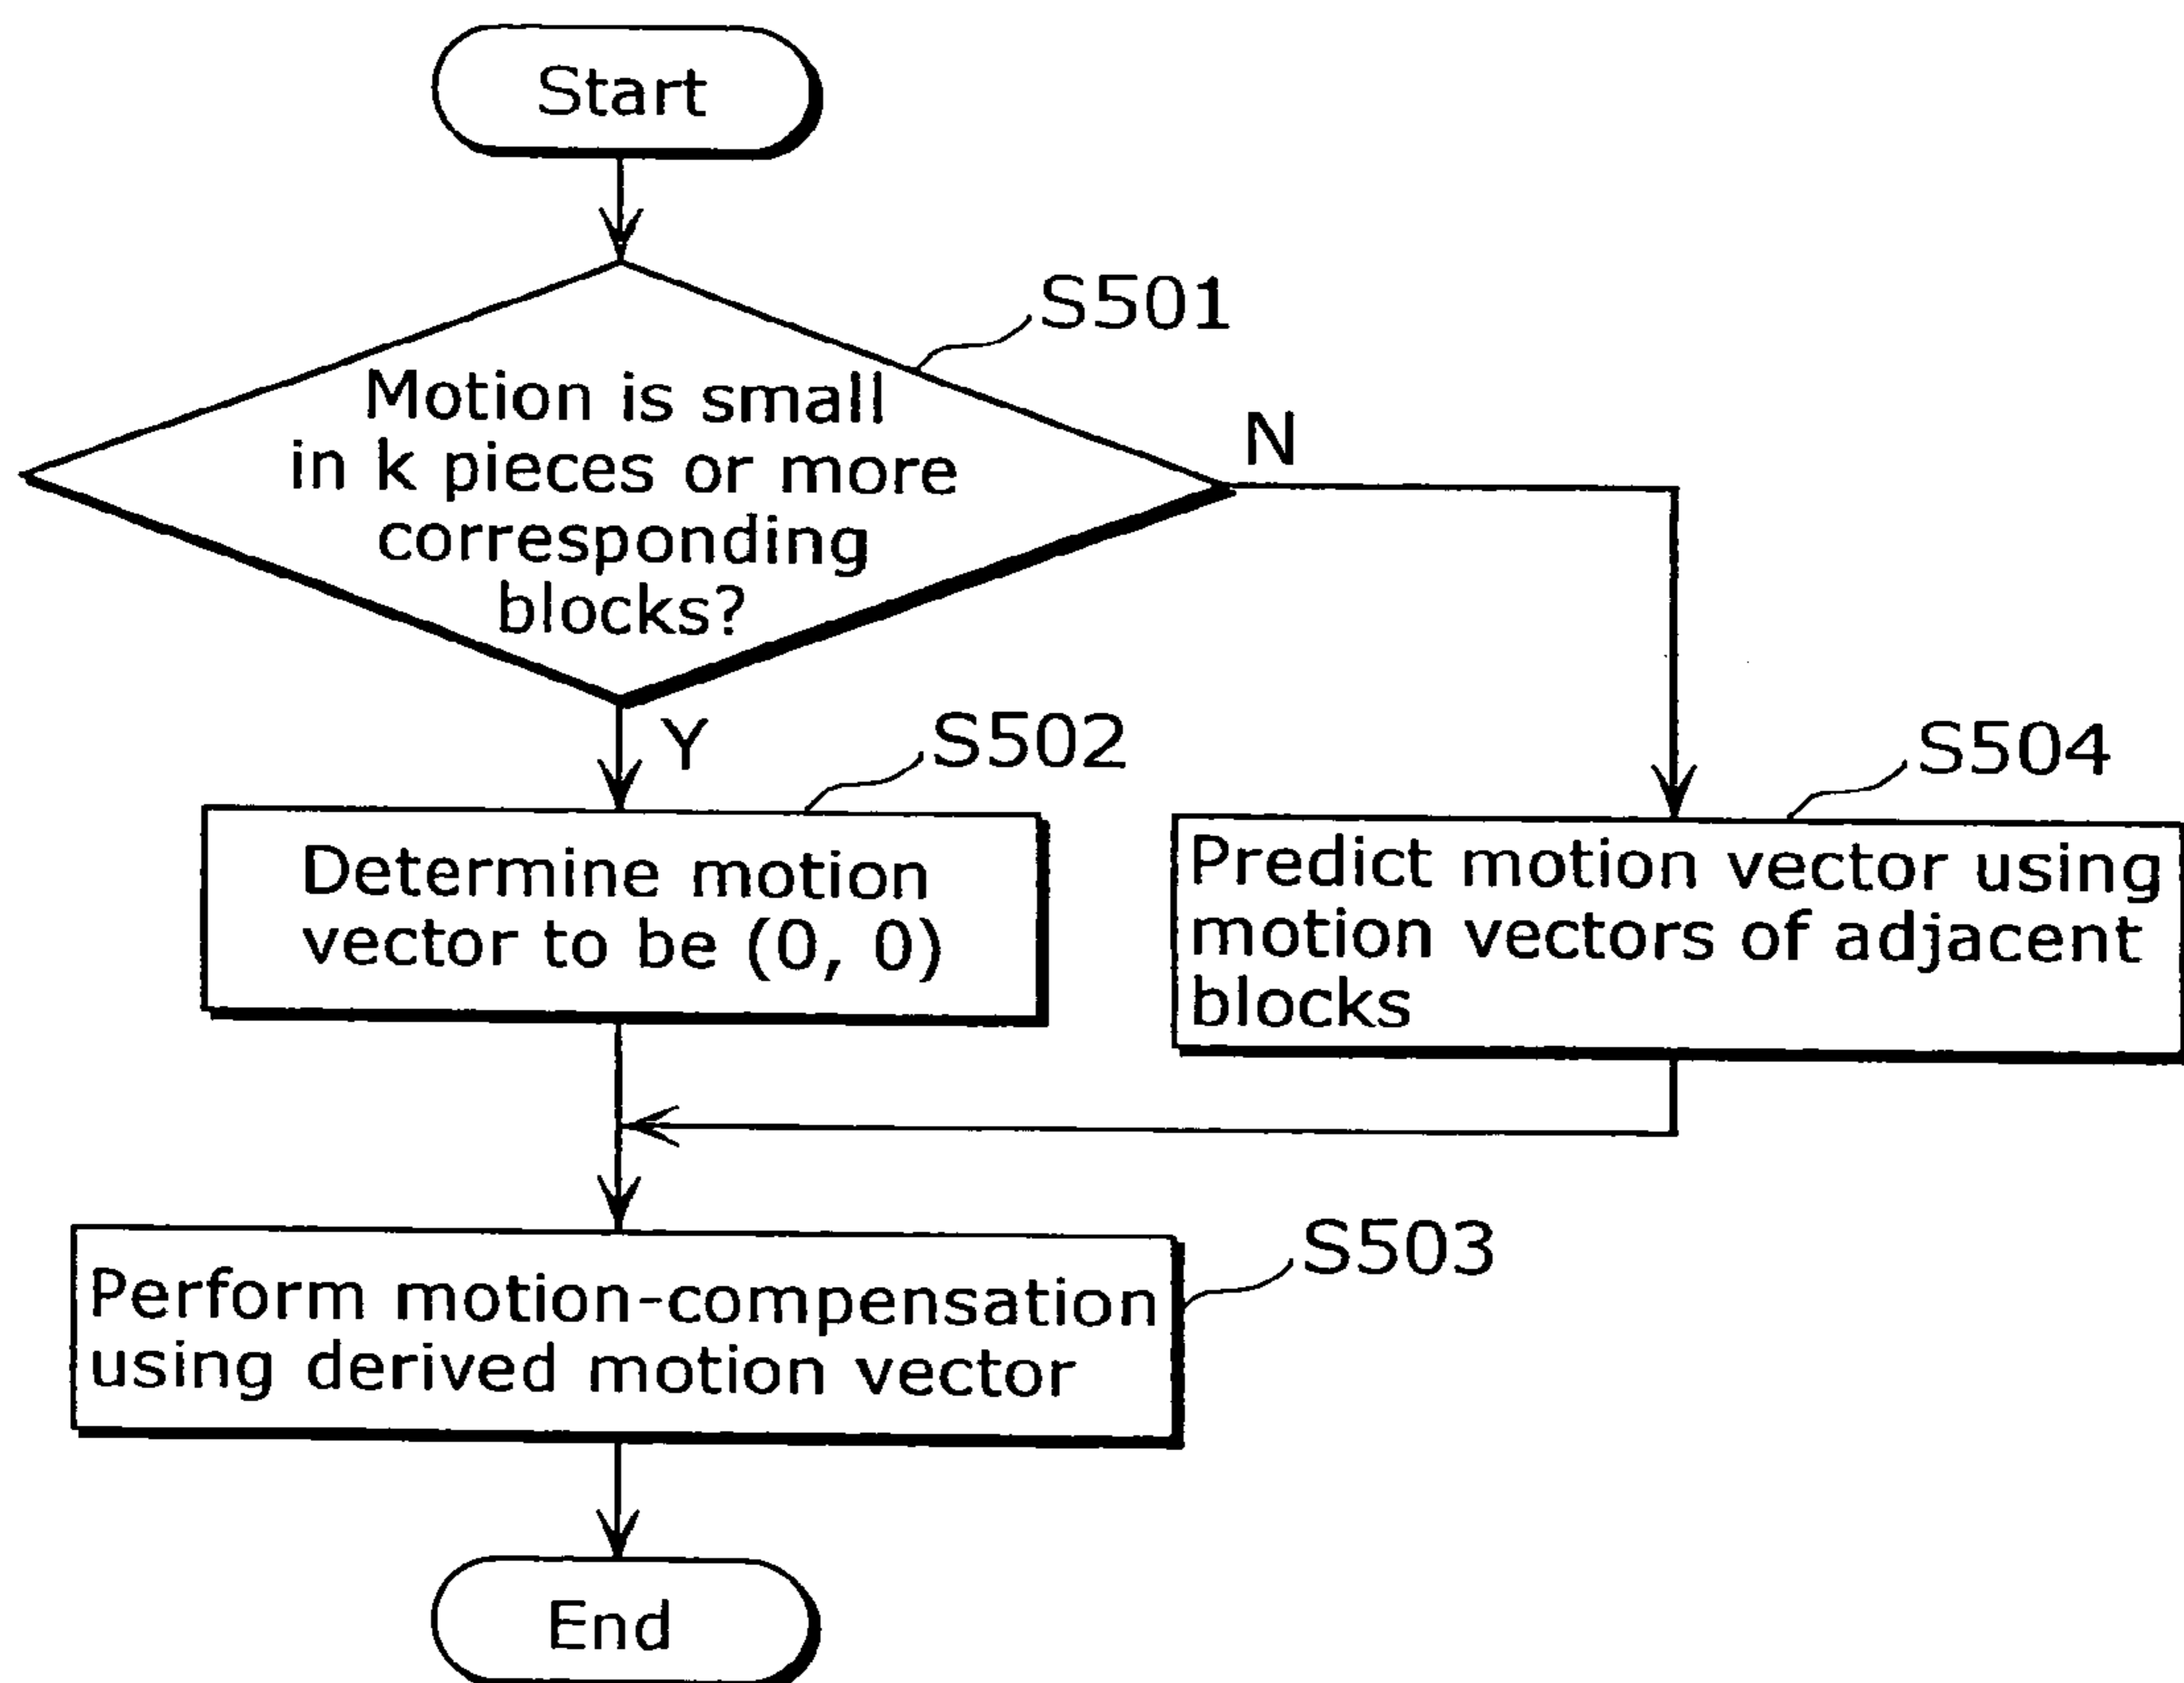 Start
S501
Motion is small
in k pieces or more
corresponding
blocks?
N
Y
S502
Determine motion
vector to be (0, 0)
S504
Predict motion vector using
motion vectors of adjacent
blocks
S503
Perform motion-compensation
using derived motion vector
End